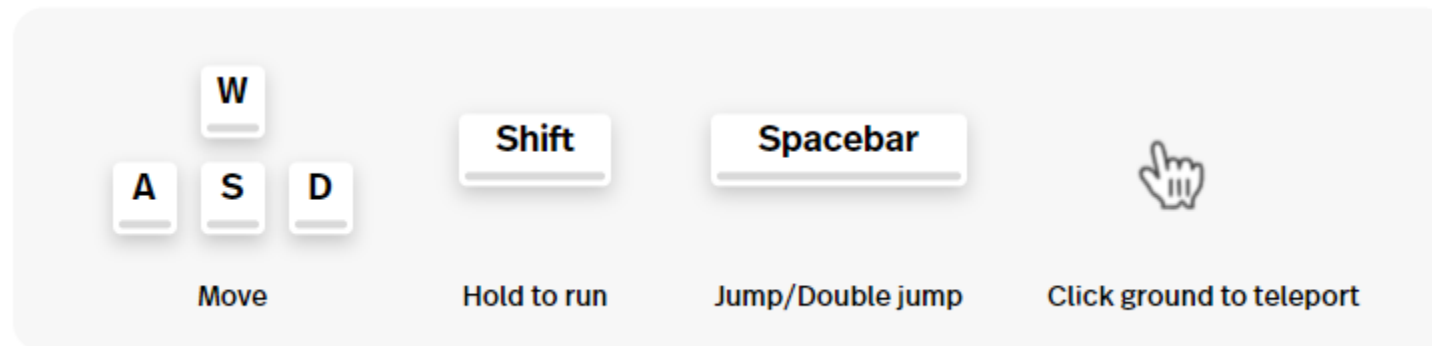 W
A S D
Shift
Spacebar
Move
Hold to run
Jump/Double jump
Click ground to teleport